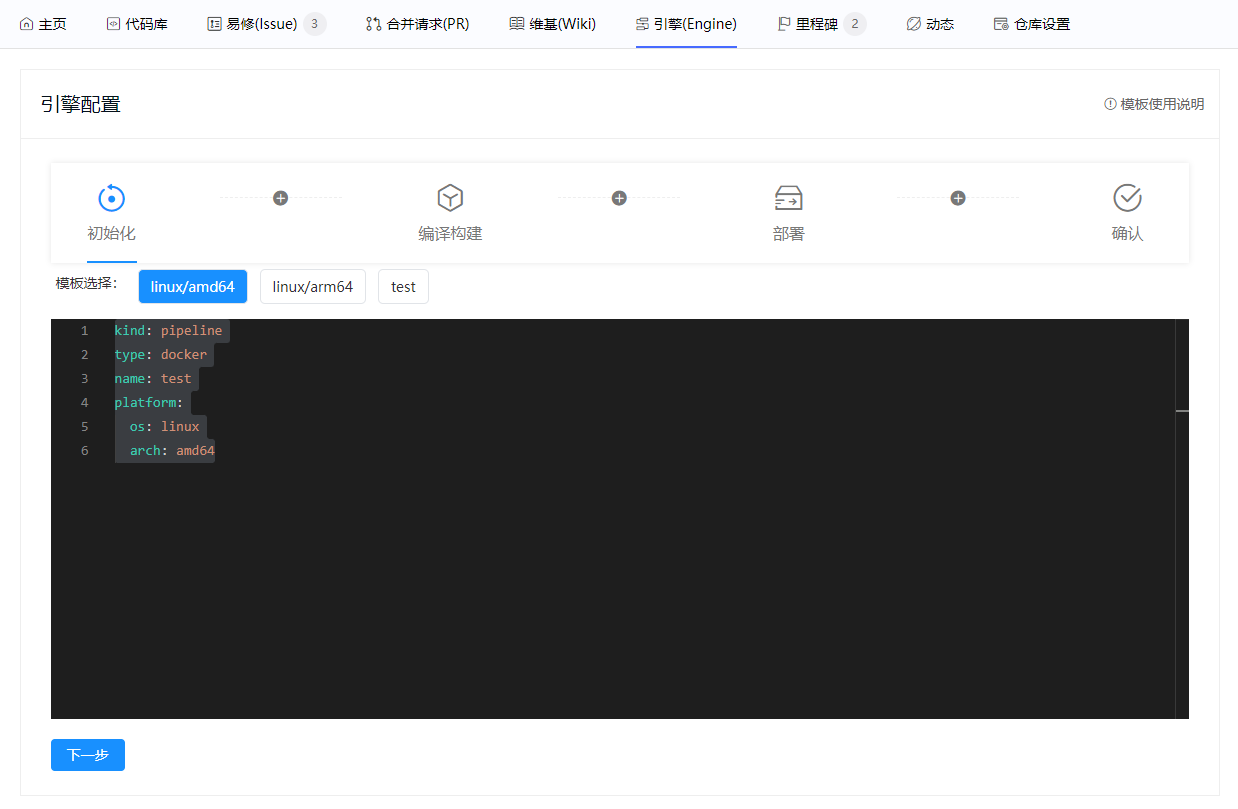 主页 代码库 易修(Issue) 3 合并请求(PR) 维基(Wiki) 引擎(Engine) 里程碑 2 动态 仓库设置
引擎配置 模板使用说明
初始化 编译构建 部署 确认
模板选择： linux/amd64 linux/arm64 test
1 kind: pipeline
2 type: docker
3 name: test
4 platform:
5   os: linux
6   arch: amd64
下一步